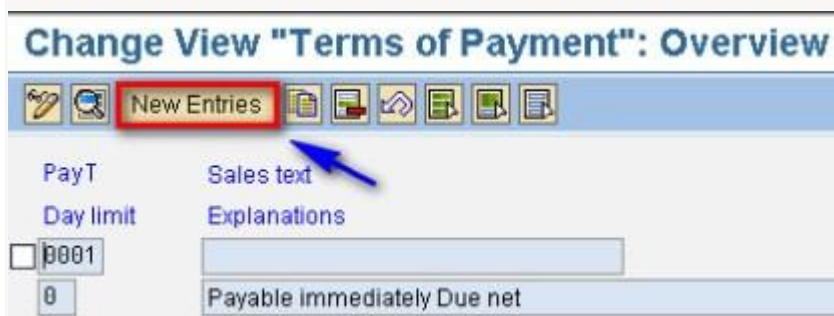 Change View "Terms of Payment": Overview
New Entries
PayT Sales text
Day limit Explanations
0001
0 Payable immediately Due net